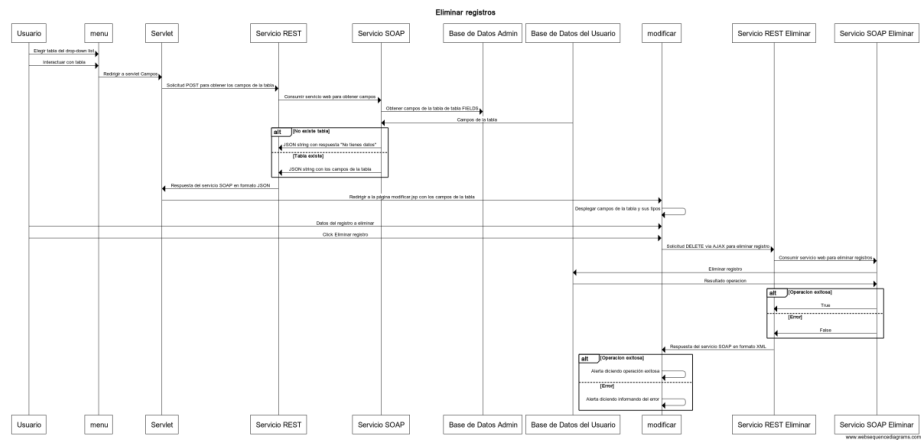 Eliminar registros
Usuario
menu
Servlet
Servicio REST
Servicio SOAP
Base de Datos Admin
Base de Datos del Usuario
modificar
Servicio REST Eliminar
Servicio SOAP Eliminar
Elegir tabla del drop-down list
Interactuar con tabla
Redirigir a servlet Campos
Solicitud POST para obtener los campos de la tabla
Consumir servicio web para obtener campos
Obtener campos de la tabla de tabla FIELDS
Campos de la tabla
alt
[No existe tabla]
JSON string con respuesta "No tienes datos"
[Tabla existe]
JSON string con los campos de la tabla
Respuesta del servicio SOAP en formato JSON
Redirigir a la página modificar.jsp con los campos de la tabla
Desplegar campos de la tabla y sus tipos
Datos del registro a eliminar
Click Eliminar registro
Solicitud DELETE via AJAX para eliminar registro
Consumir servicio web para eliminar registros
Eliminar registro
Resultado operacion
alt
[Operacion exitosa]
True
[Error]
False
Respuesta del servicio SOAP en formato XML
alt
[Operacion exitosa]
Alerta diciendo operación exitosa
[Error]
Alerta diciendo informando del error
Usuario
menu
Servlet
Servicio REST
Servicio SOAP
Base de Datos Admin
Base de Datos del Usuario
modificar
Servicio REST Eliminar
Servicio SOAP Eliminar
www.websequencediagrams.com